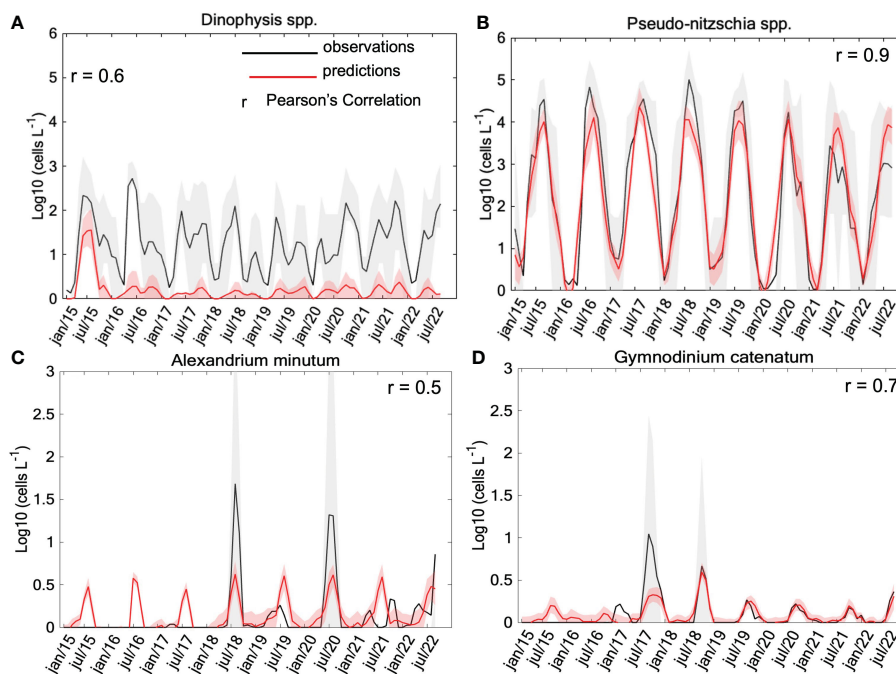 A
Dinophysis spp.
observations
predictions
r Pearson's Correlation
r = 0.6
Log10 (cells L⁻¹)
6
5
4
3
2
1
0
jan/15
jul/15
jan/16
jul/16
jan/17
jul/17
jan/18
jul/18
jan/19
jul/19
jan/20
jul/20
jan/21
jul/21
jan/22
jul/22
B
Pseudo-nitzschia spp.
r = 0.9
Log10 (cells L⁻¹)
6
5
4
3
2
1
0
jan/15
jul/15
jan/16
jul/16
jan/17
jul/17
jan/18
jul/18
jan/19
jul/19
jan/20
jul/20
jan/21
jul/21
jan/22
jul/22
C
Alexandrium minutum
r = 0.5
Log10 (cells L⁻¹)
3
2.5
2
1.5
1
0.5
0
jan/15
jul/15
jan/16
jul/16
jan/17
jul/17
jan/18
jul/18
jan/19
jul/19
jan/20
jul/20
jan/21
jul/21
jan/22
jul/22
D
Gymnodinium catenatum
r = 0.7
Log10 (cells L⁻¹)
3
2.5
2
1.5
1
0.5
0
jan/15
jul/15
jan/16
jul/16
jan/17
jul/17
jan/18
jul/18
jan/19
jul/19
jan/20
jul/20
jan/21
jul/21
jan/22
jul/22